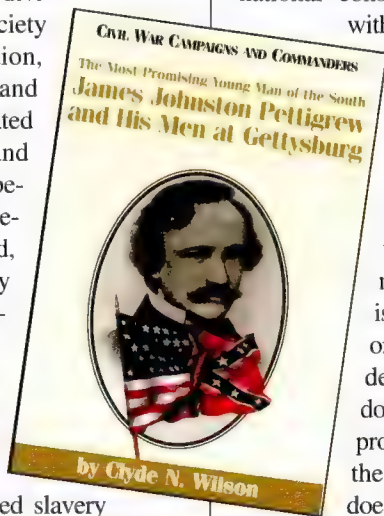 ciety
tion,
and
ated
and
pe-
e-
d,
y
-
ed slavery
CIVIL WAR CAMPAIGNS AND COMMANDERS
The Most Promising Young Man of the South
James Johnston Pettigrew
and His Men at Gettysburg
by Clyde N. Wilson
with
is
de
do
pro
the
doe